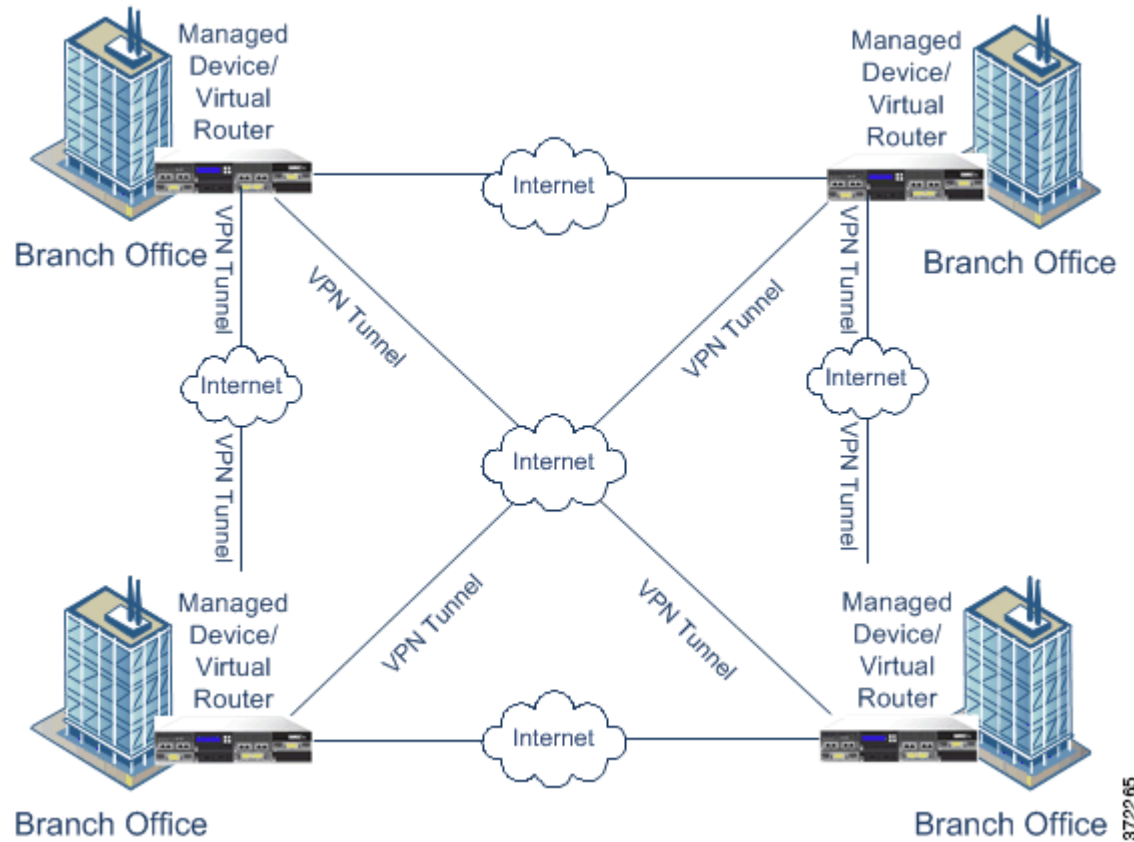 Managed
Device/
Virtual
Router
Managed
Device/
Virtual
Router
Internet
Branch Office
Branch Office
VPN Tunnel
VPN Tunnel
VPN Tunnel
VPN Tunnel
Internet
Internet
Internet
VPN Tunnel
VPN Tunnel
VPN Tunnel
VPN Tunnel
Managed
Device/
Virtual
Router
Managed
Device/
Virtual
Router
Internet
Branch Office
Branch Office
372265